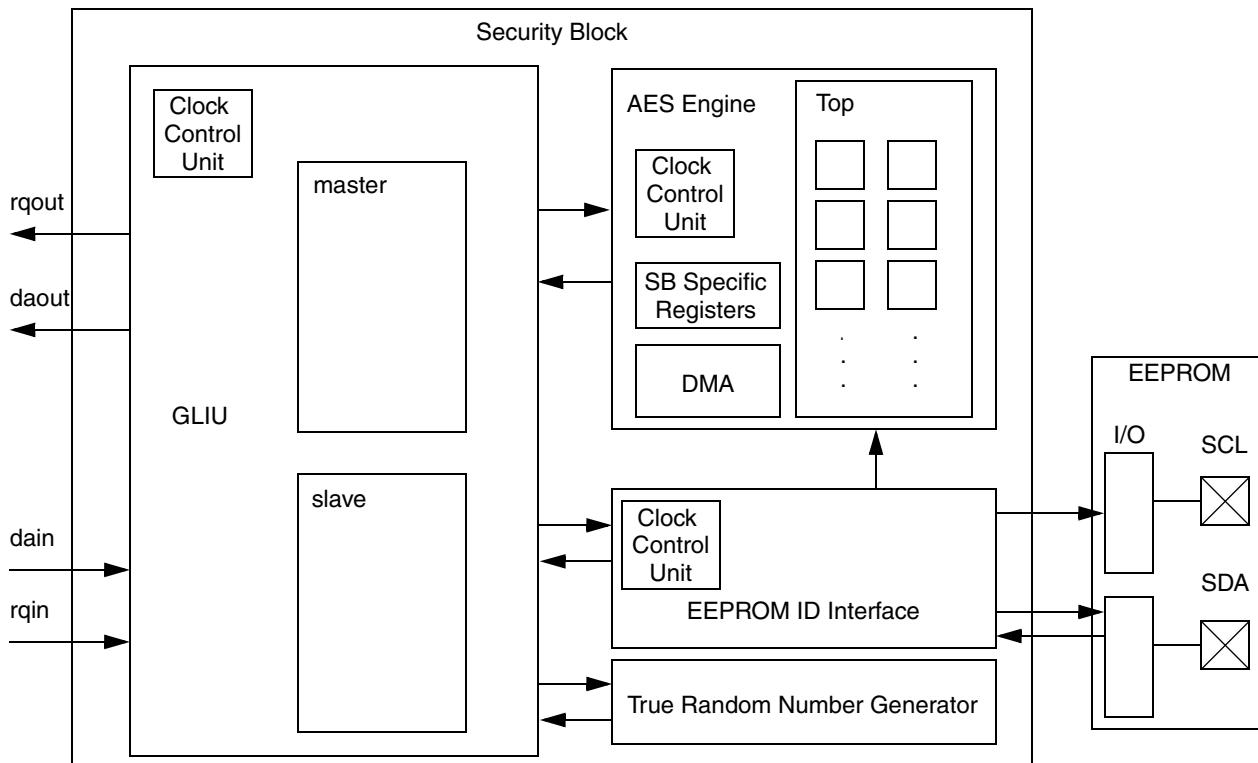 Security Block
Clock
Control
Unit
master
rqout
daout
GLIU
slave
dain
rqin
AES Engine
Top
Clock
Control
Unit
SB Specific
Registers
DMA
Clock
Control
Unit
EEPROM ID Interface
True Random Number Generator
EEPROM
I/O
SCL
SDA